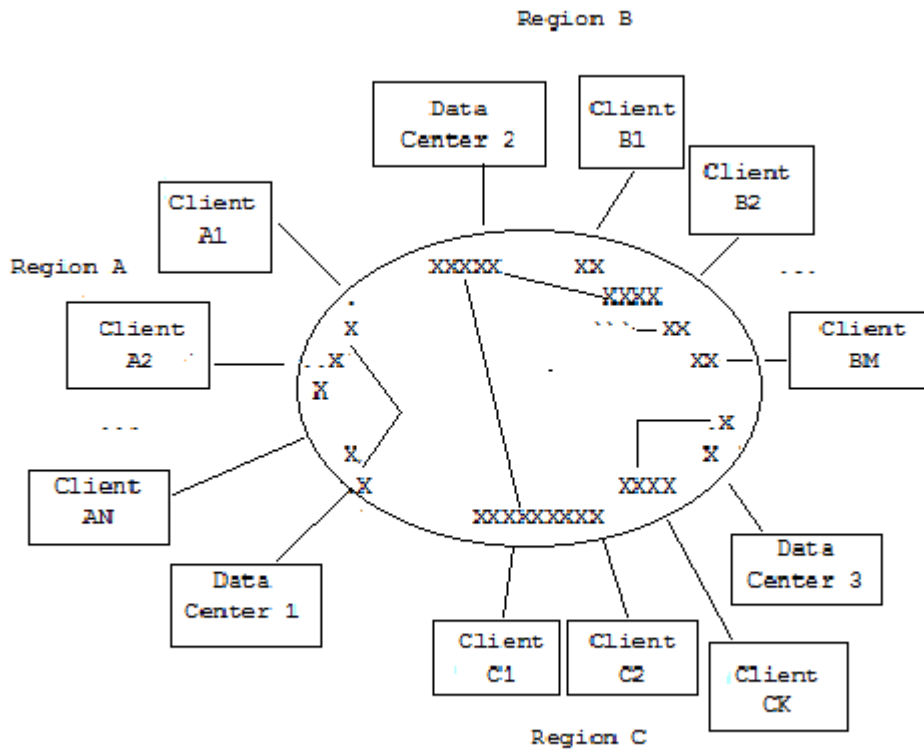 Region B
Data
Center 2
Client
B1
Client
B2
Client
A1
Region A
...
XXXXX
XX
XXXX
.
Client
A2
X
```
XX
Client
BM
...X
XX
.
X
...
.X
X
X
Client
AN
.X
XXXX
XXXXXXXXXX
Data
Center 1
Data
Center 3
Client
C1
Client
C2
Client
CK
Region C